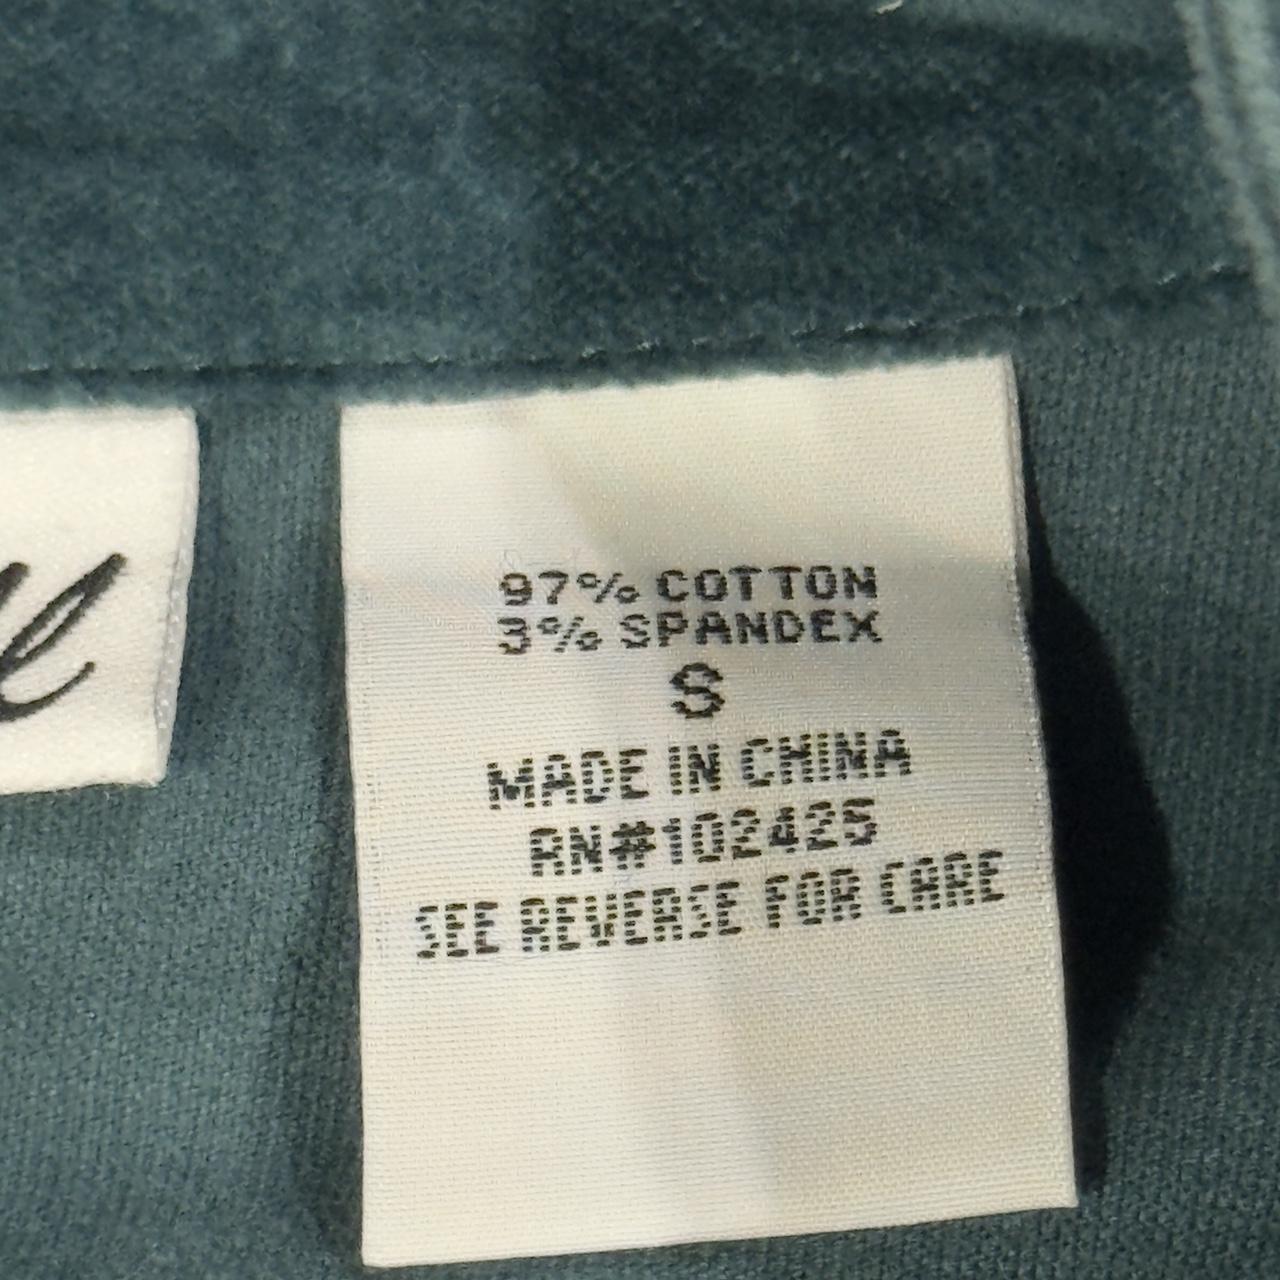 97% COTTON
3% SPANDEX
S
MADE IN CHINA
RN#102425
SEE REVERSE FOR CARE